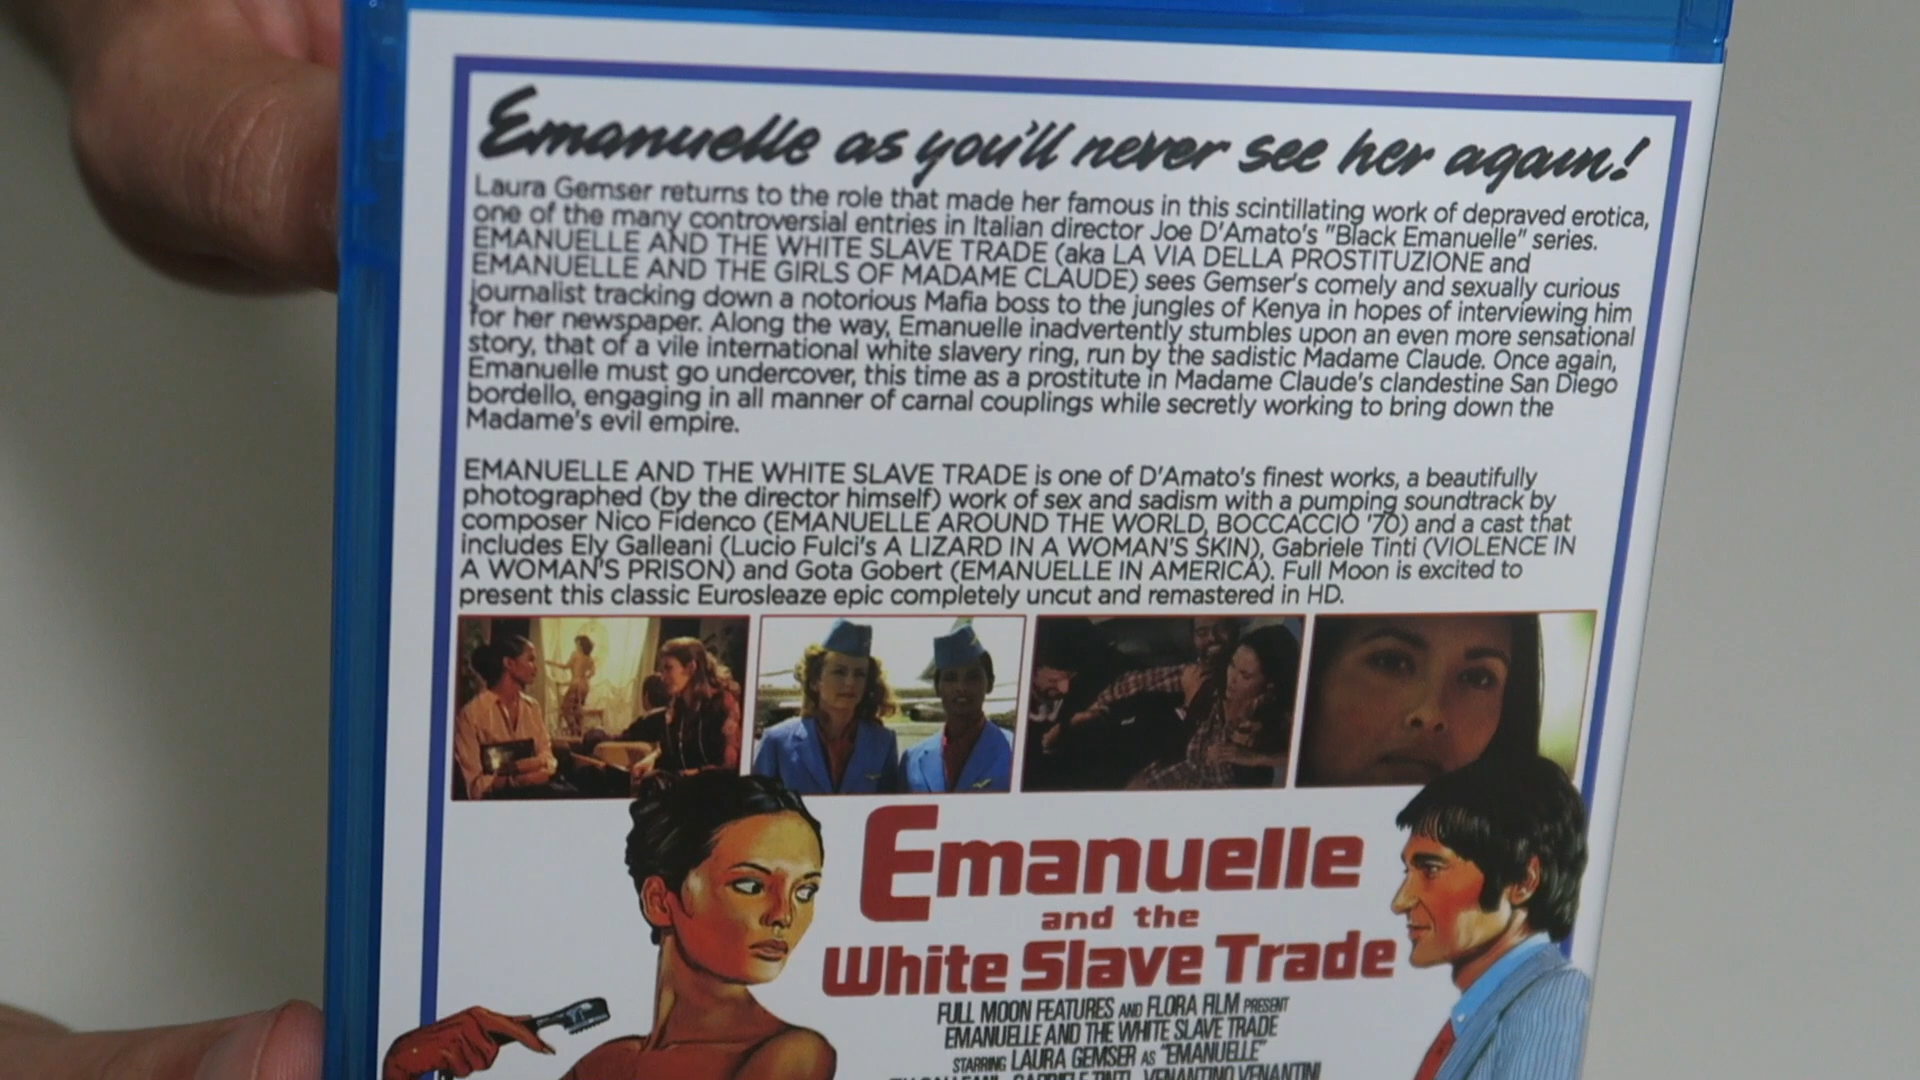 Emanuelle as you'll never see her again!
Laura Gemser returns to the role that made her famous in this scintillating work of depraved erotica,
one of the many controversial entries in Italian director Joe D'Amato's "Black Emanuelle" series.
EMANUELLE AND THE WHITE SLAVE TRADE (aka LA VIA DELLA PROSTITUZIONE and
EMANUELLE AND THE GIRLS OF MADAME CLAUDE) sees Gemser's comely and sexually curious
journalist tracking down a notorious Mafia boss to the jungles of Kenya in hopes of interviewing him
for her newspaper. Along the way, Emanuelle inadvertently stumbles upon an even more sensational
story, that of a vile international white slavery ring, run by the sadistic Madame Claude. Once again,
Emanuelle must go undercover, this time as a prostitute in Madame Claude's clandestine San Diego
bordello, engaging in all manner of carnal couplings while secretly working to bring down the
Madame's evil empire.
EMANUELLE AND THE WHITE SLAVE TRADE is one of D'Amato's finest works, a beautifully
photographed (by the director himself) work of sex and sadism with a pumping soundtrack by
composer Nico Fidenco (EMANUELLE AROUND THE WORLD, BOCCACCIO '70) and a cast that
includes Ely Galleani (Lucio Fulci's A LIZARD IN A WOMAN'S SKIN), Gabriele Tinti (VIOLENCE IN
A WOMAN'S PRISON) and Gota Gobert (EMANUELLE IN AMERICA). Full Moon is excited to
present this classic Eurosleaze epic completely uncut and remastered in HD.
Emanuelle
and the
White Slave Trade
FULL MOON FEATURES AND FLORA FILM PRESENT
EMANUELLE AND THE WHITE SLAVE TRADE
STARRING LAURA GEMSER AS "EMANUELLE"
GABRIELE TINTI, VENANTINO VENANTINI